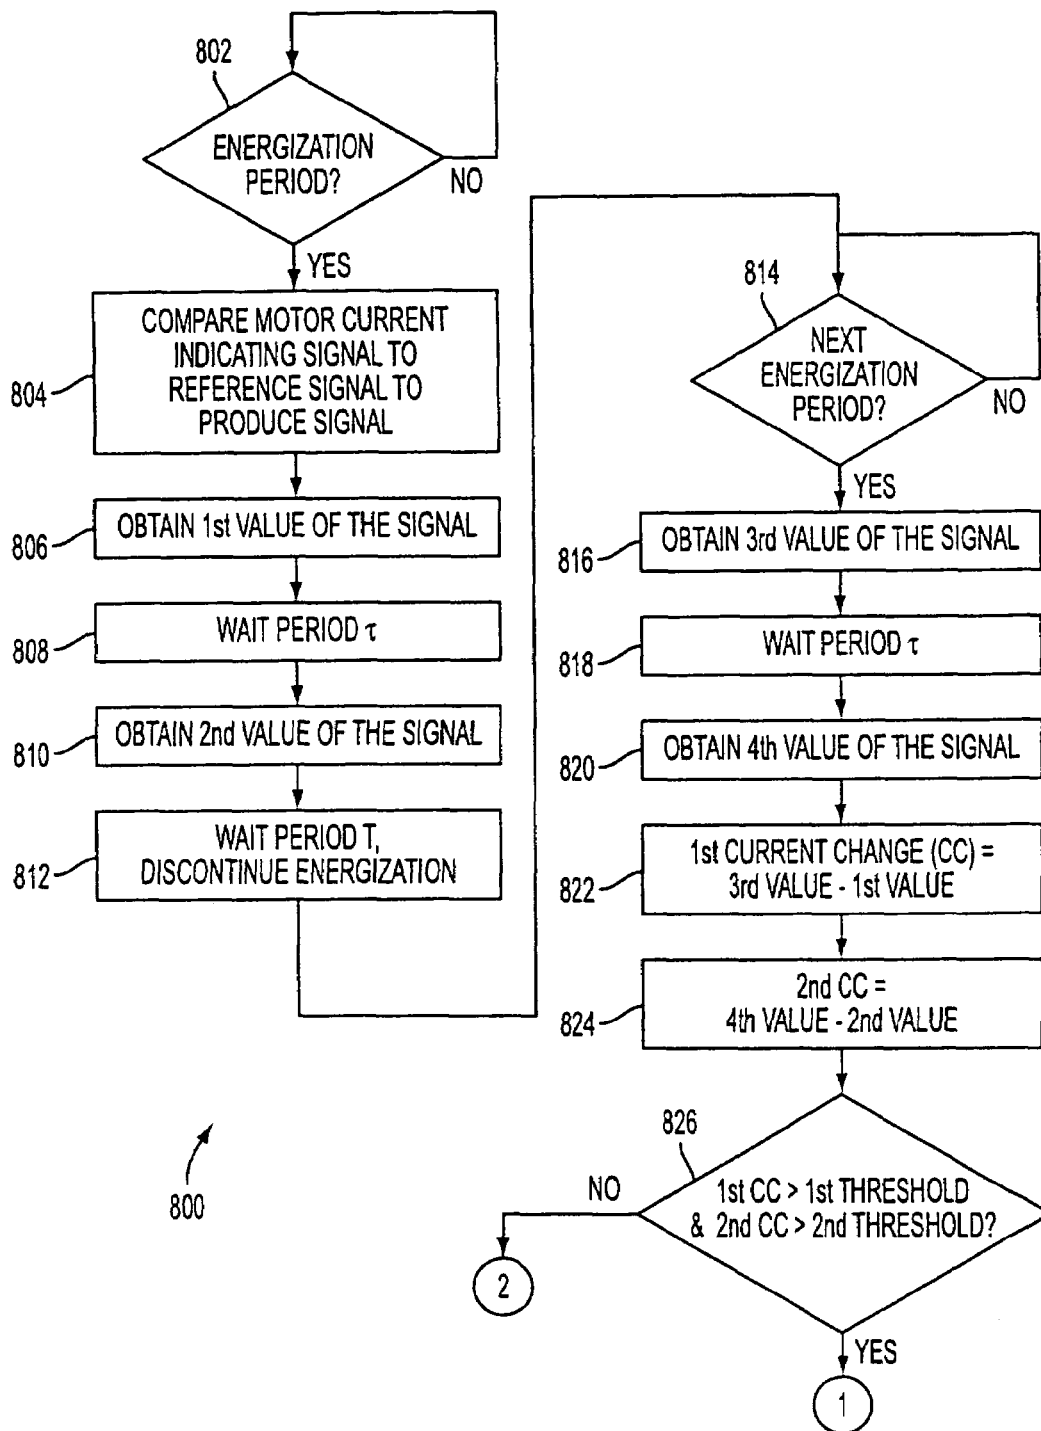 802
ENERGIZATION
PERIOD?
NO
YES
804
COMPARE MOTOR CURRENT
INDICATING SIGNAL TO
REFERENCE SIGNAL TO
PRODUCE SIGNAL
806
OBTAIN 1st VALUE OF THE SIGNAL
808
WAIT PERIOD τ
810
OBTAIN 2nd VALUE OF THE SIGNAL
812
WAIT PERIOD T,
DISCONTINUE ENERGIZATION
800
814
NEXT
ENERGIZATION
PERIOD?
NO
YES
816
OBTAIN 3rd VALUE OF THE SIGNAL
818
WAIT PERIOD τ
820
OBTAIN 4th VALUE OF THE SIGNAL
822
1st CURRENT CHANGE (CC) =
3rd VALUE - 1st VALUE
824
2nd CC =
4th VALUE - 2nd VALUE
826
1st CC > 1st THRESHOLD
& 2nd CC > 2nd THRESHOLD?
NO
2
YES
1